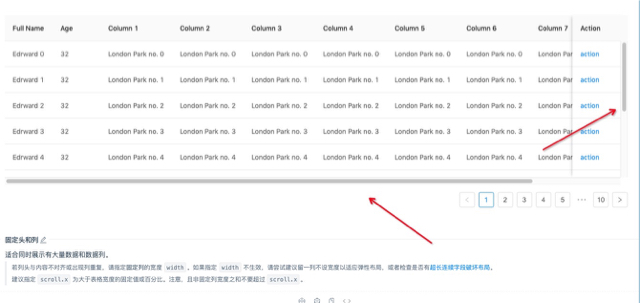 Full Name Age Column 1 Column 2 Column 3 Column 4 Column 5 Column 6 Column 7 Action
Edrward 0 32 London Park no. 0 London Park no. 0 London Park no. 0 London Park no. 0 London Park no. 0 London Park no. 0 London Par action
Edrward 1 32 London Park no. 1 London Park no. 1 London Park no. 1 London Park no. 1 London Park no. 1 London Park no. 1 London Par action
Edrward 2 32 London Park no. 2 London Park no. 2 London Park no. 2 London Park no. 2 London Park no. 2 London Park no. 2 London Par action
Edrward 3 32 London Park no. 3 London Park no. 3 London Park no. 3 London Park no. 3 London Park no. 3 London Park no. 3 London Par action
Edrward 4 32 London Park no. 4 London Park no. 4 London Park no. 4 London Park no. 4 London Park no. 4 London Park no. 4 London Par action
< 1 2 3 4 5 ••• 10 >
固定头和列
适合同时展示有大量数据和数据列。
若列头与内容不对齐或出现列重复，请指定固定列的宽度 width 。如果指定 width 不生效，请尝试建议留一列不设宽度以适应弹性布局，或者检查是否有超长连续字段破坏布局。
建议指定 scroll.x 为大于表格宽度的固定值或百分比。注意，且非固定列宽度之和不要超过 scroll.x 。